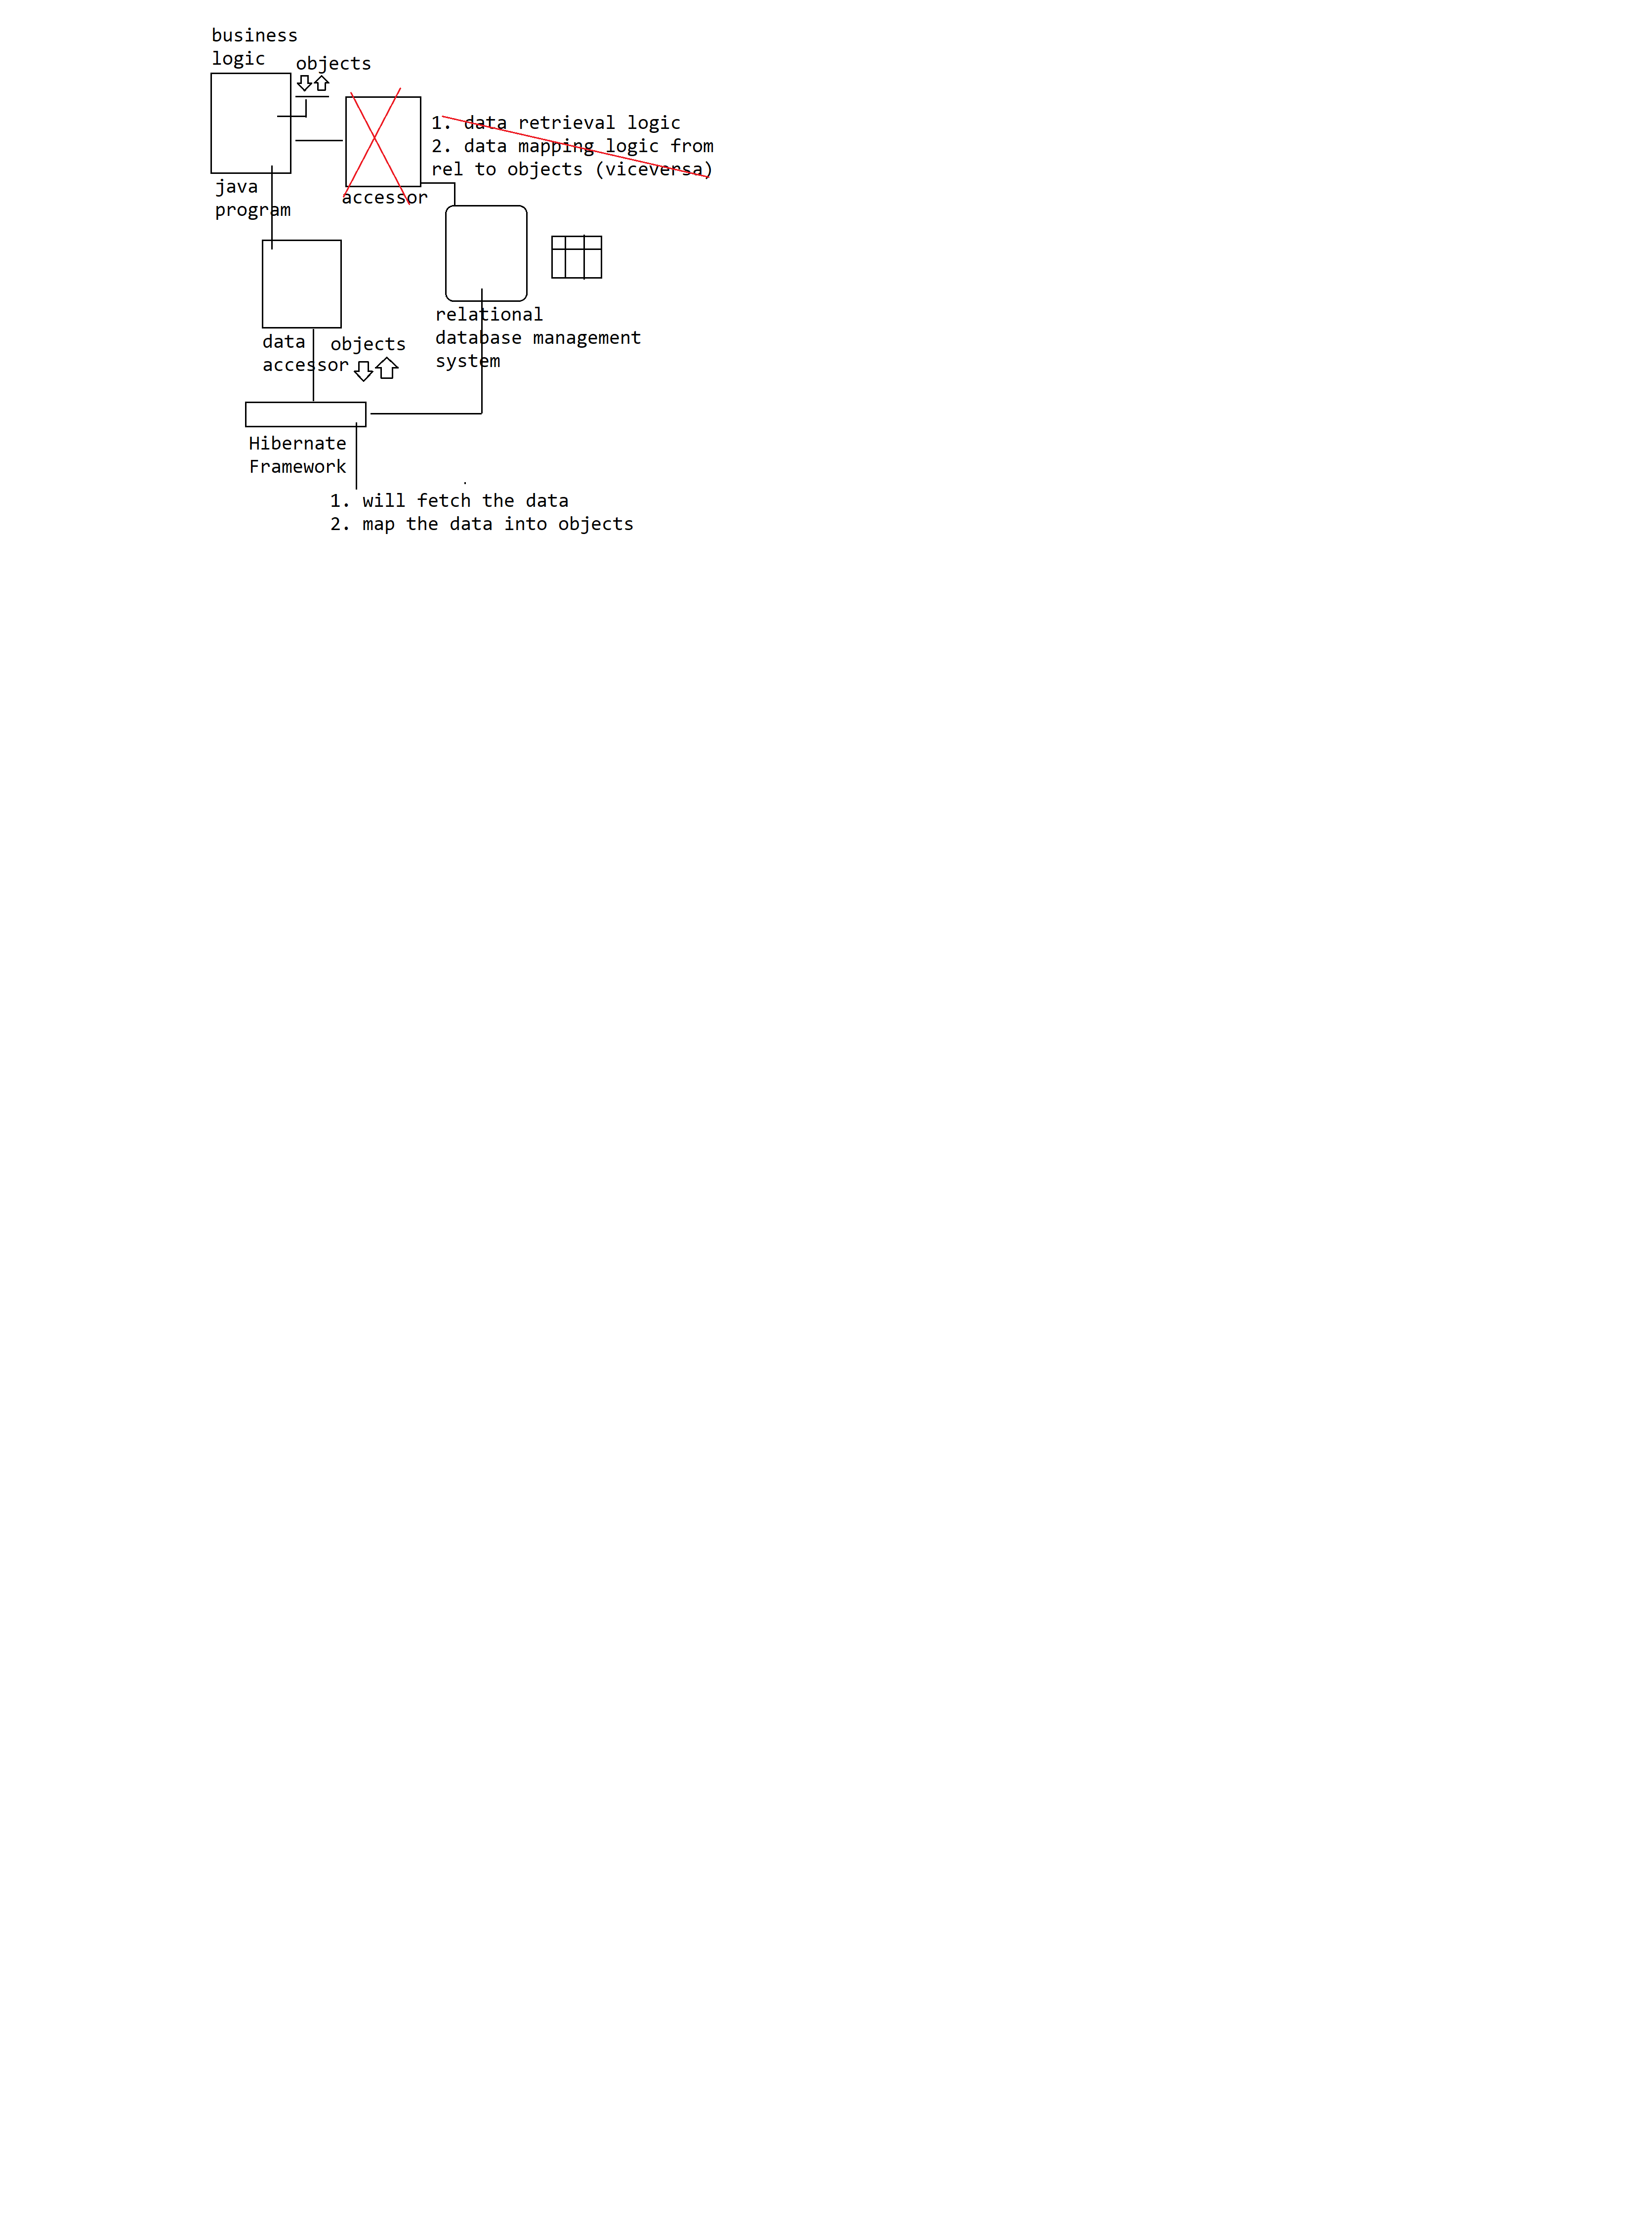 business
logic
objects
java
program
accessor
1. data retrieval logic
2. data mapping logic from
rel to objects (viceversa)
data
accessor
objects
relational
database management
system
Hibernate
Framework
1. will fetch the data
2. map the data into objects